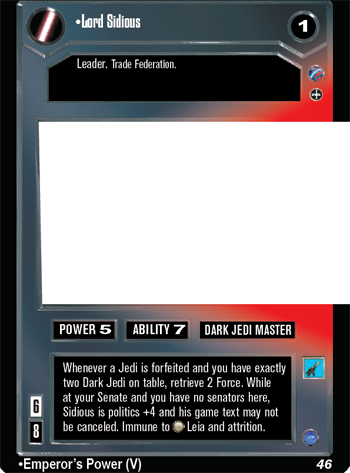 •Lord Sidious
1
Leader. Trade Federation.
POWER 5 ABILITY 7 DARK JEDI MASTER
Whenever a Jedi is forfeited and you have exactly
two Dark Jedi on table, retrieve 2 Force. While
at your Senate and you have no senators here,
Sidious is politics +4 and his game text may not
be canceled. Immune to Leia and attrition.
6
8
•Emperor's Power (V)
46